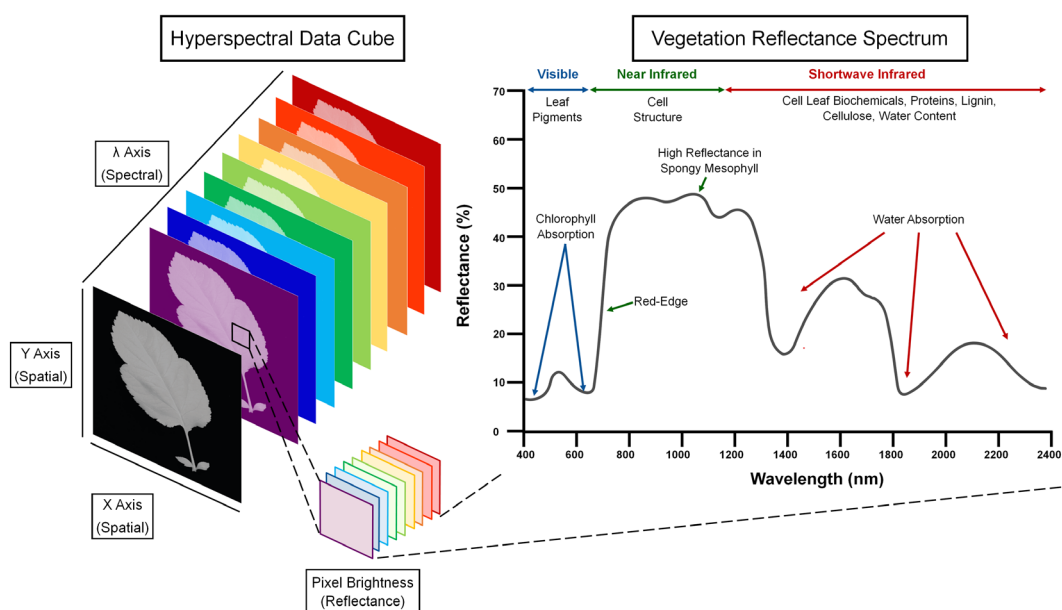 Hyperspectral Data Cube
λ Axis
(Spectral)
Y Axis
(Spatial)
X Axis
(Spatial)
Pixel Brightness
(Reflectance)
Vegetation Reflectance Spectrum
Visible
Near Infrared
Shortwave Infrared
Leaf
Pigments
Cell
Structure
Cell Leaf Biochemicals, Proteins, Lignin,
Cellulose, Water Content
High Reflectance in
Spongy Mesophyll
Chlorophyll
Absorption
Water Absorption
Red-Edge
Reflectance (%)
70
60
50
40
30
20
10
0
400 600 800 1000 1200 1400 1600 1800 2000 2200 2400
Wavelength (nm)